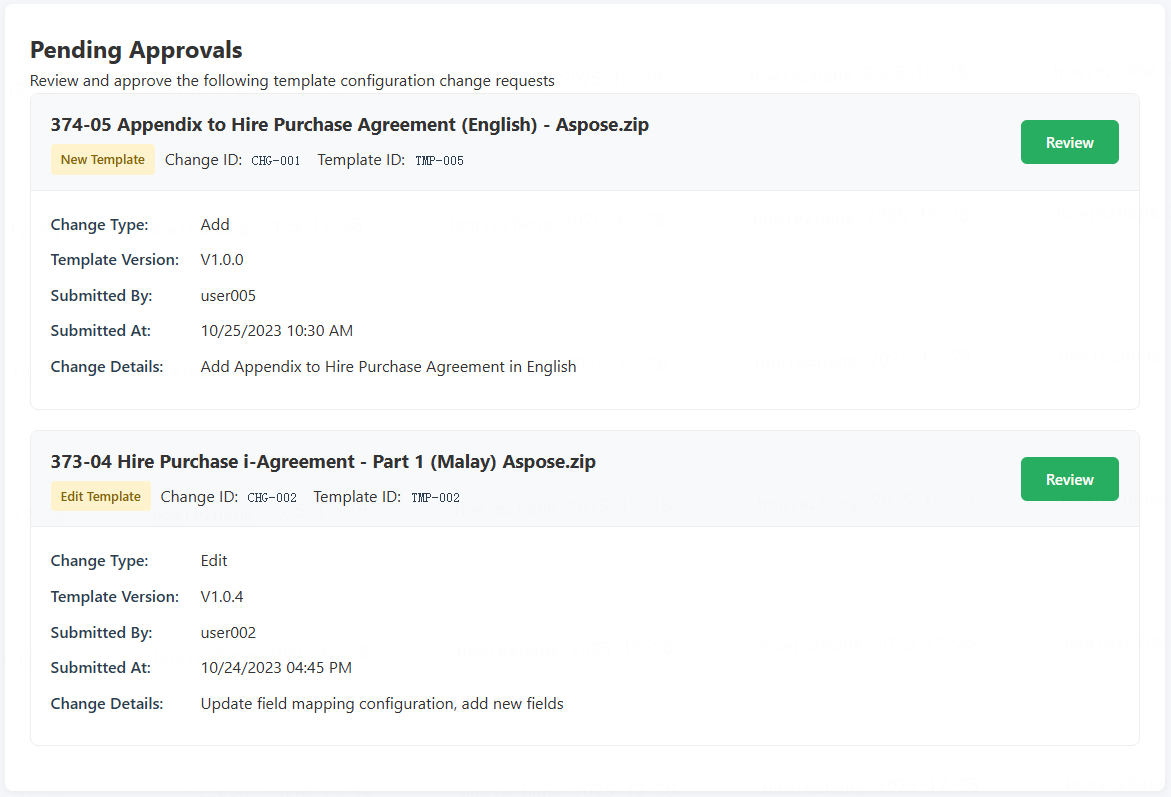 Pending Approvals
Review and approve the following template configuration change requests
374-05 Appendix to Hire Purchase Agreement (English) - Aspose.zip
New Template Change ID: CHG-001 Template ID: TMP-005
Review
Change Type: Add
Template Version: V1.0.0
Submitted By: user005
Submitted At: 10/25/2023 10:30 AM
Change Details: Add Appendix to Hire Purchase Agreement in English
373-04 Hire Purchase i-Agreement - Part 1 (Malay) Aspose.zip
Edit Template Change ID: CHG-002 Template ID: TMP-002
Review
Change Type: Edit
Template Version: V1.0.4
Submitted By: user002
Submitted At: 10/24/2023 04:45 PM
Change Details: Update field mapping configuration, add new fields